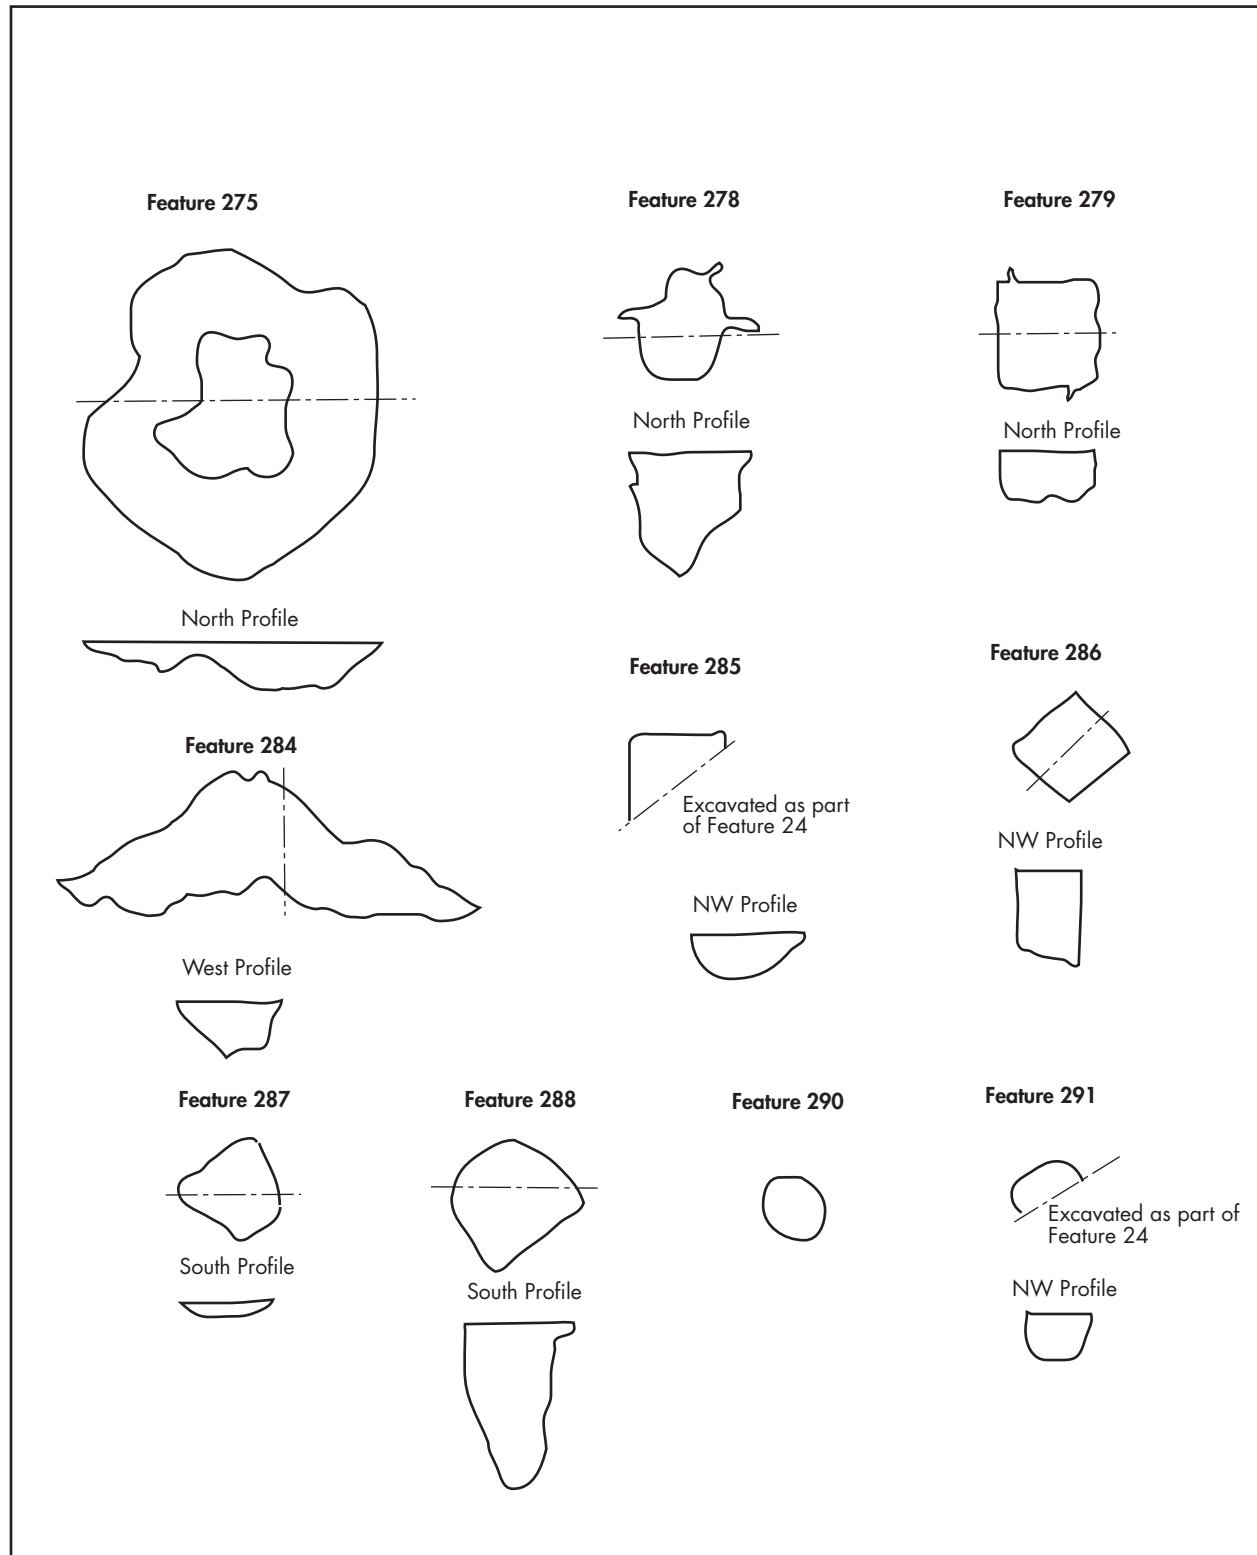 Feature 275
Feature 278
Feature 279
North Profile
North Profile
North Profile
Feature 285
Feature 286
Feature 284
Excavated as part
of Feature 24
NW Profile
NW Profile
West Profile
Feature 287
Feature 288
Feature 290
Feature 291
Excavated as part of
Feature 24
South Profile
South Profile
NW Profile